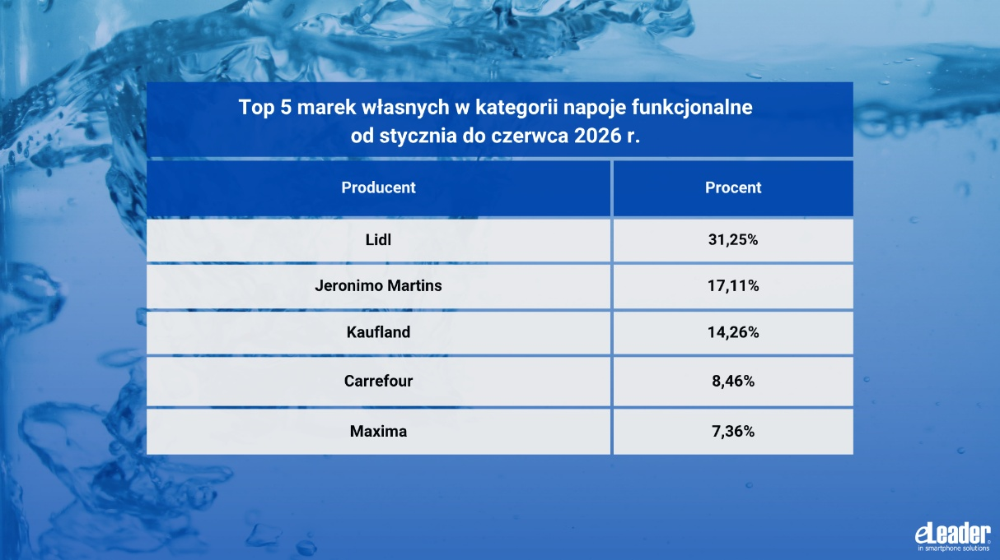 Top 5 marek własnych w kategorii napoje funkcjonalne
od stycznia do czerwca 2026 r.
Producent Procent
Lidl 31,25%
Jeronimo Martins 17,11%
Kaufland 14,26%
Carrefour 8,46%
Maxima 7,36%
eLeader
in smartphone solutions